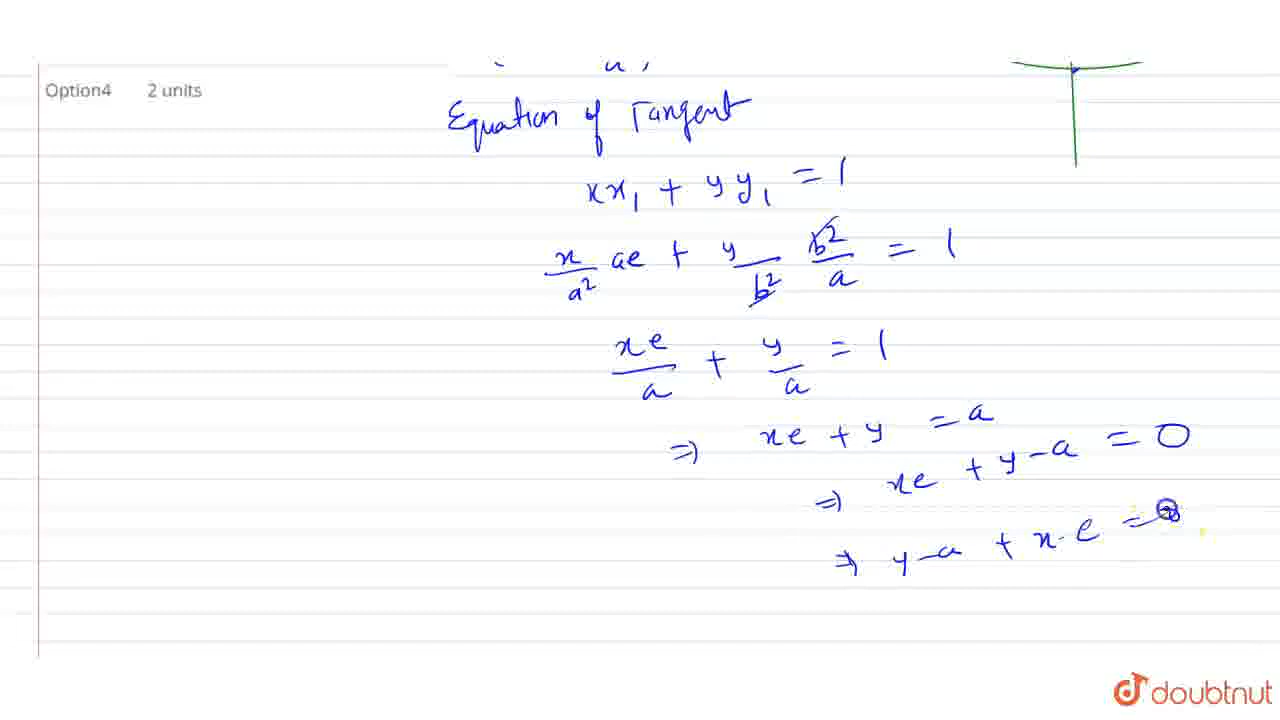 Option4 2 units
Equation of Tangent
xx₁ + yy₁ = 1
x/a² ae + y/b² b²/a = 1
xe/a + y/a = 1
⇒ xe + y = a
⇒ xe + y - a = 0
⇒ y - a + x·e =
doubtnut